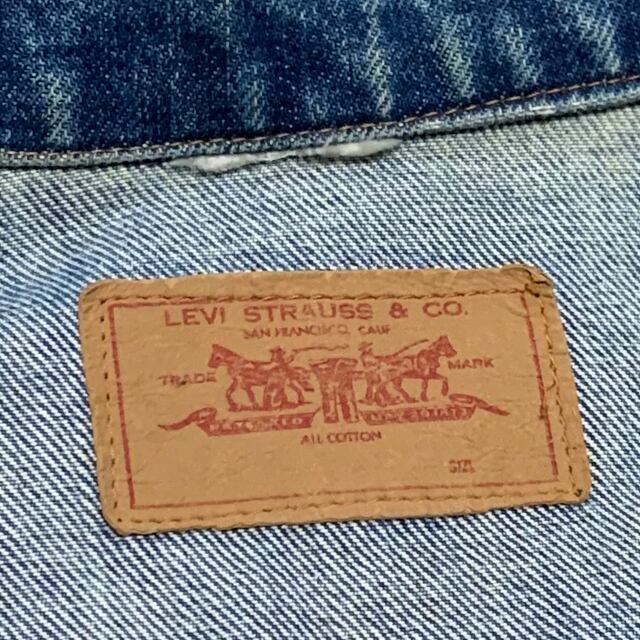 LEVI STRAUSS & CO.
SAN FRANCISCO, CALIF
TRADE MARK
ALL COTTON
SIZE